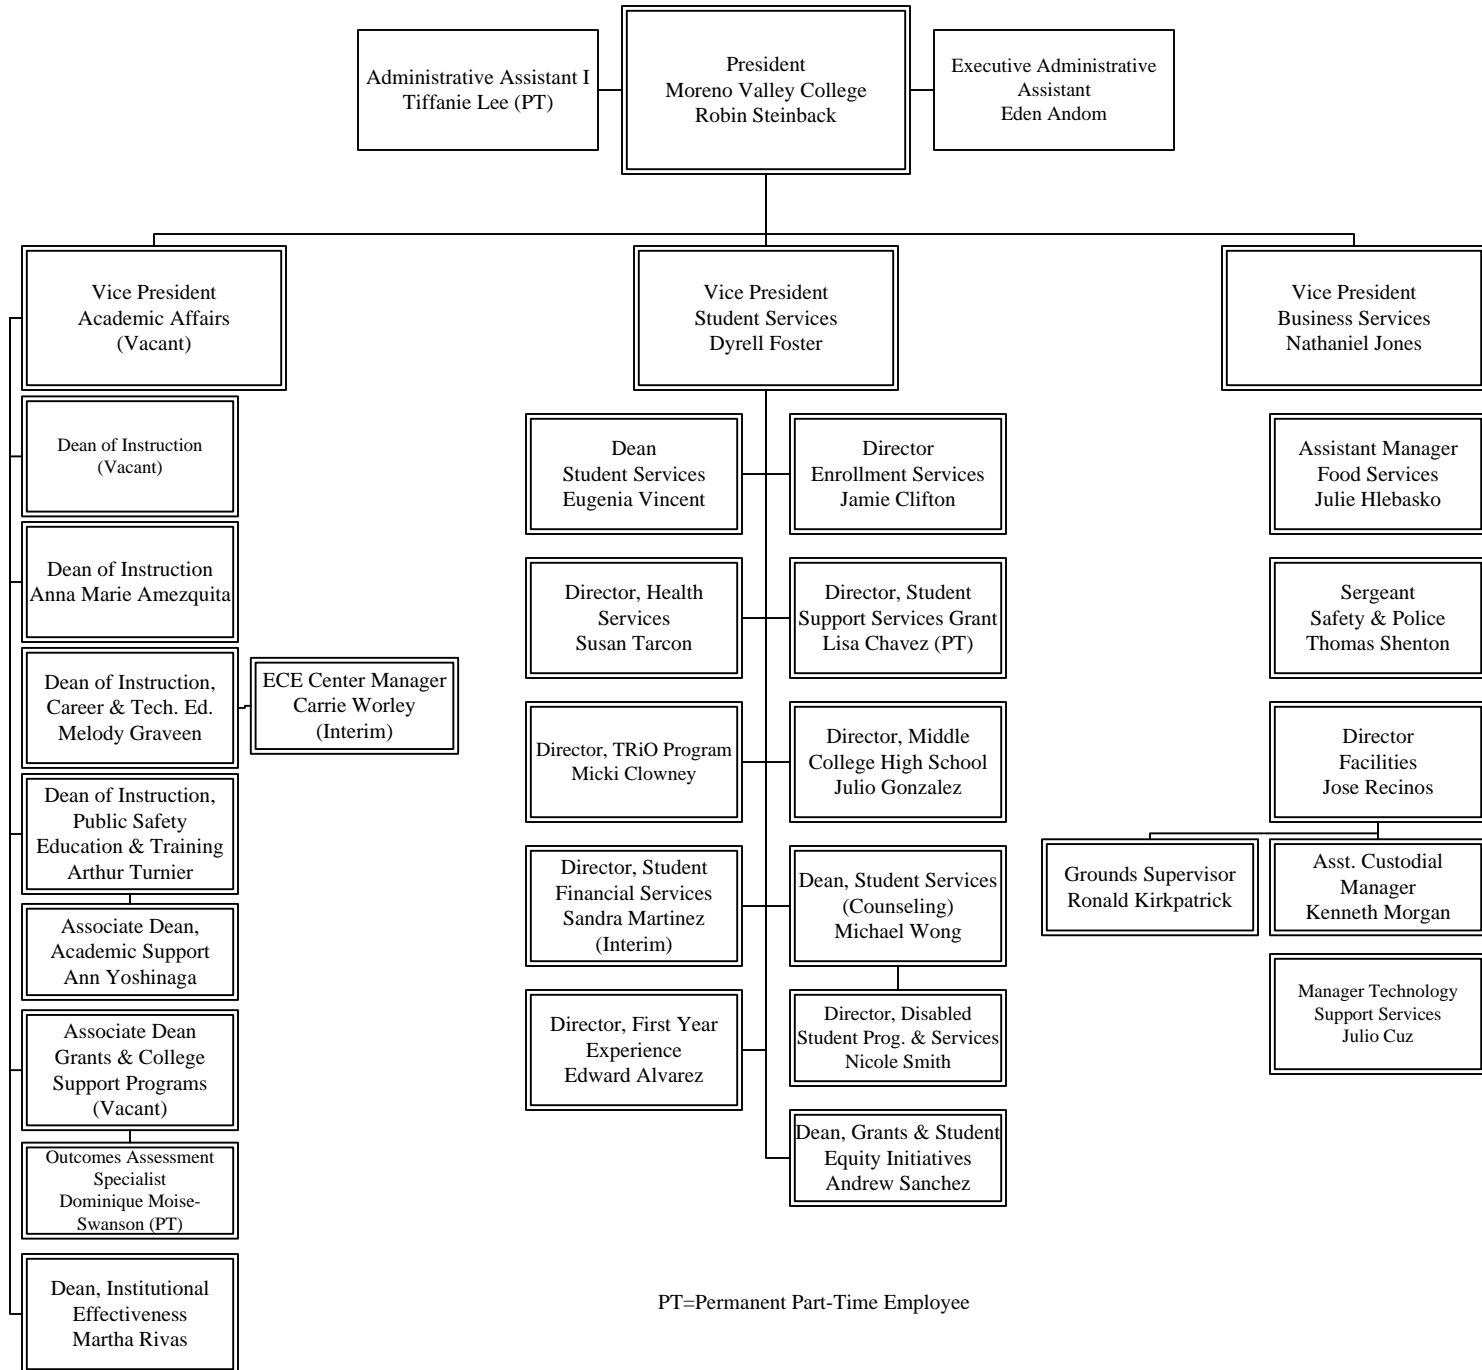 Administrative Assistant I
Tiffanie Lee (PT)
President
Moreno Valley College
Robin Steinback
Executive Administrative
Assistant
Eden Andom
Vice President
Academic Affairs
(Vacant)
Vice President
Student Services
Dyrell Foster
Vice President
Business Services
Nathaniel Jones
Dean of Instruction
(Vacant)
Dean of Instruction
Anna Marie Amezquita
Dean of Instruction,
Career & Tech. Ed.
Melody Graveen
ECE Center Manager
Carrie Worley
(Interim)
Dean of Instruction,
Public Safety
Education & Training
Arthur Turnier
Associate Dean,
Academic Support
Ann Yoshinaga
Associate Dean
Grants & College
Support Programs
(Vacant)
Outcomes Assessment
Specialist
Dominique Moise-
Swanson (PT)
Dean, Institutional
Effectiveness
Martha Rivas
Dean
Student Services
Eugenia Vincent
Director
Enrollment Services
Jamie Clifton
Director, Health
Services
Susan Tarcon
Director, Student
Support Services Grant
Lisa Chavez (PT)
Director, TRiO Program
Micki Clowney
Director, Middle
College High School
Julio Gonzalez
Director, Student
Financial Services
Sandra Martinez
(Interim)
Dean, Student Services
(Counseling)
Michael Wong
Director, First Year
Experience
Edward Alvarez
Director, Disabled
Student Prog. & Services
Nicole Smith
Dean, Grants & Student
Equity Initiatives
Andrew Sanchez
Assistant Manager
Food Services
Julie Hlebasko
Sergeant
Safety & Police
Thomas Shenton
Director
Facilities
Jose Recinos
Grounds Supervisor
Ronald Kirkpatrick
Asst. Custodial
Manager
Kenneth Morgan
Manager Technology
Support Services
Julio Cuz
PT=Permanent Part-Time Employee